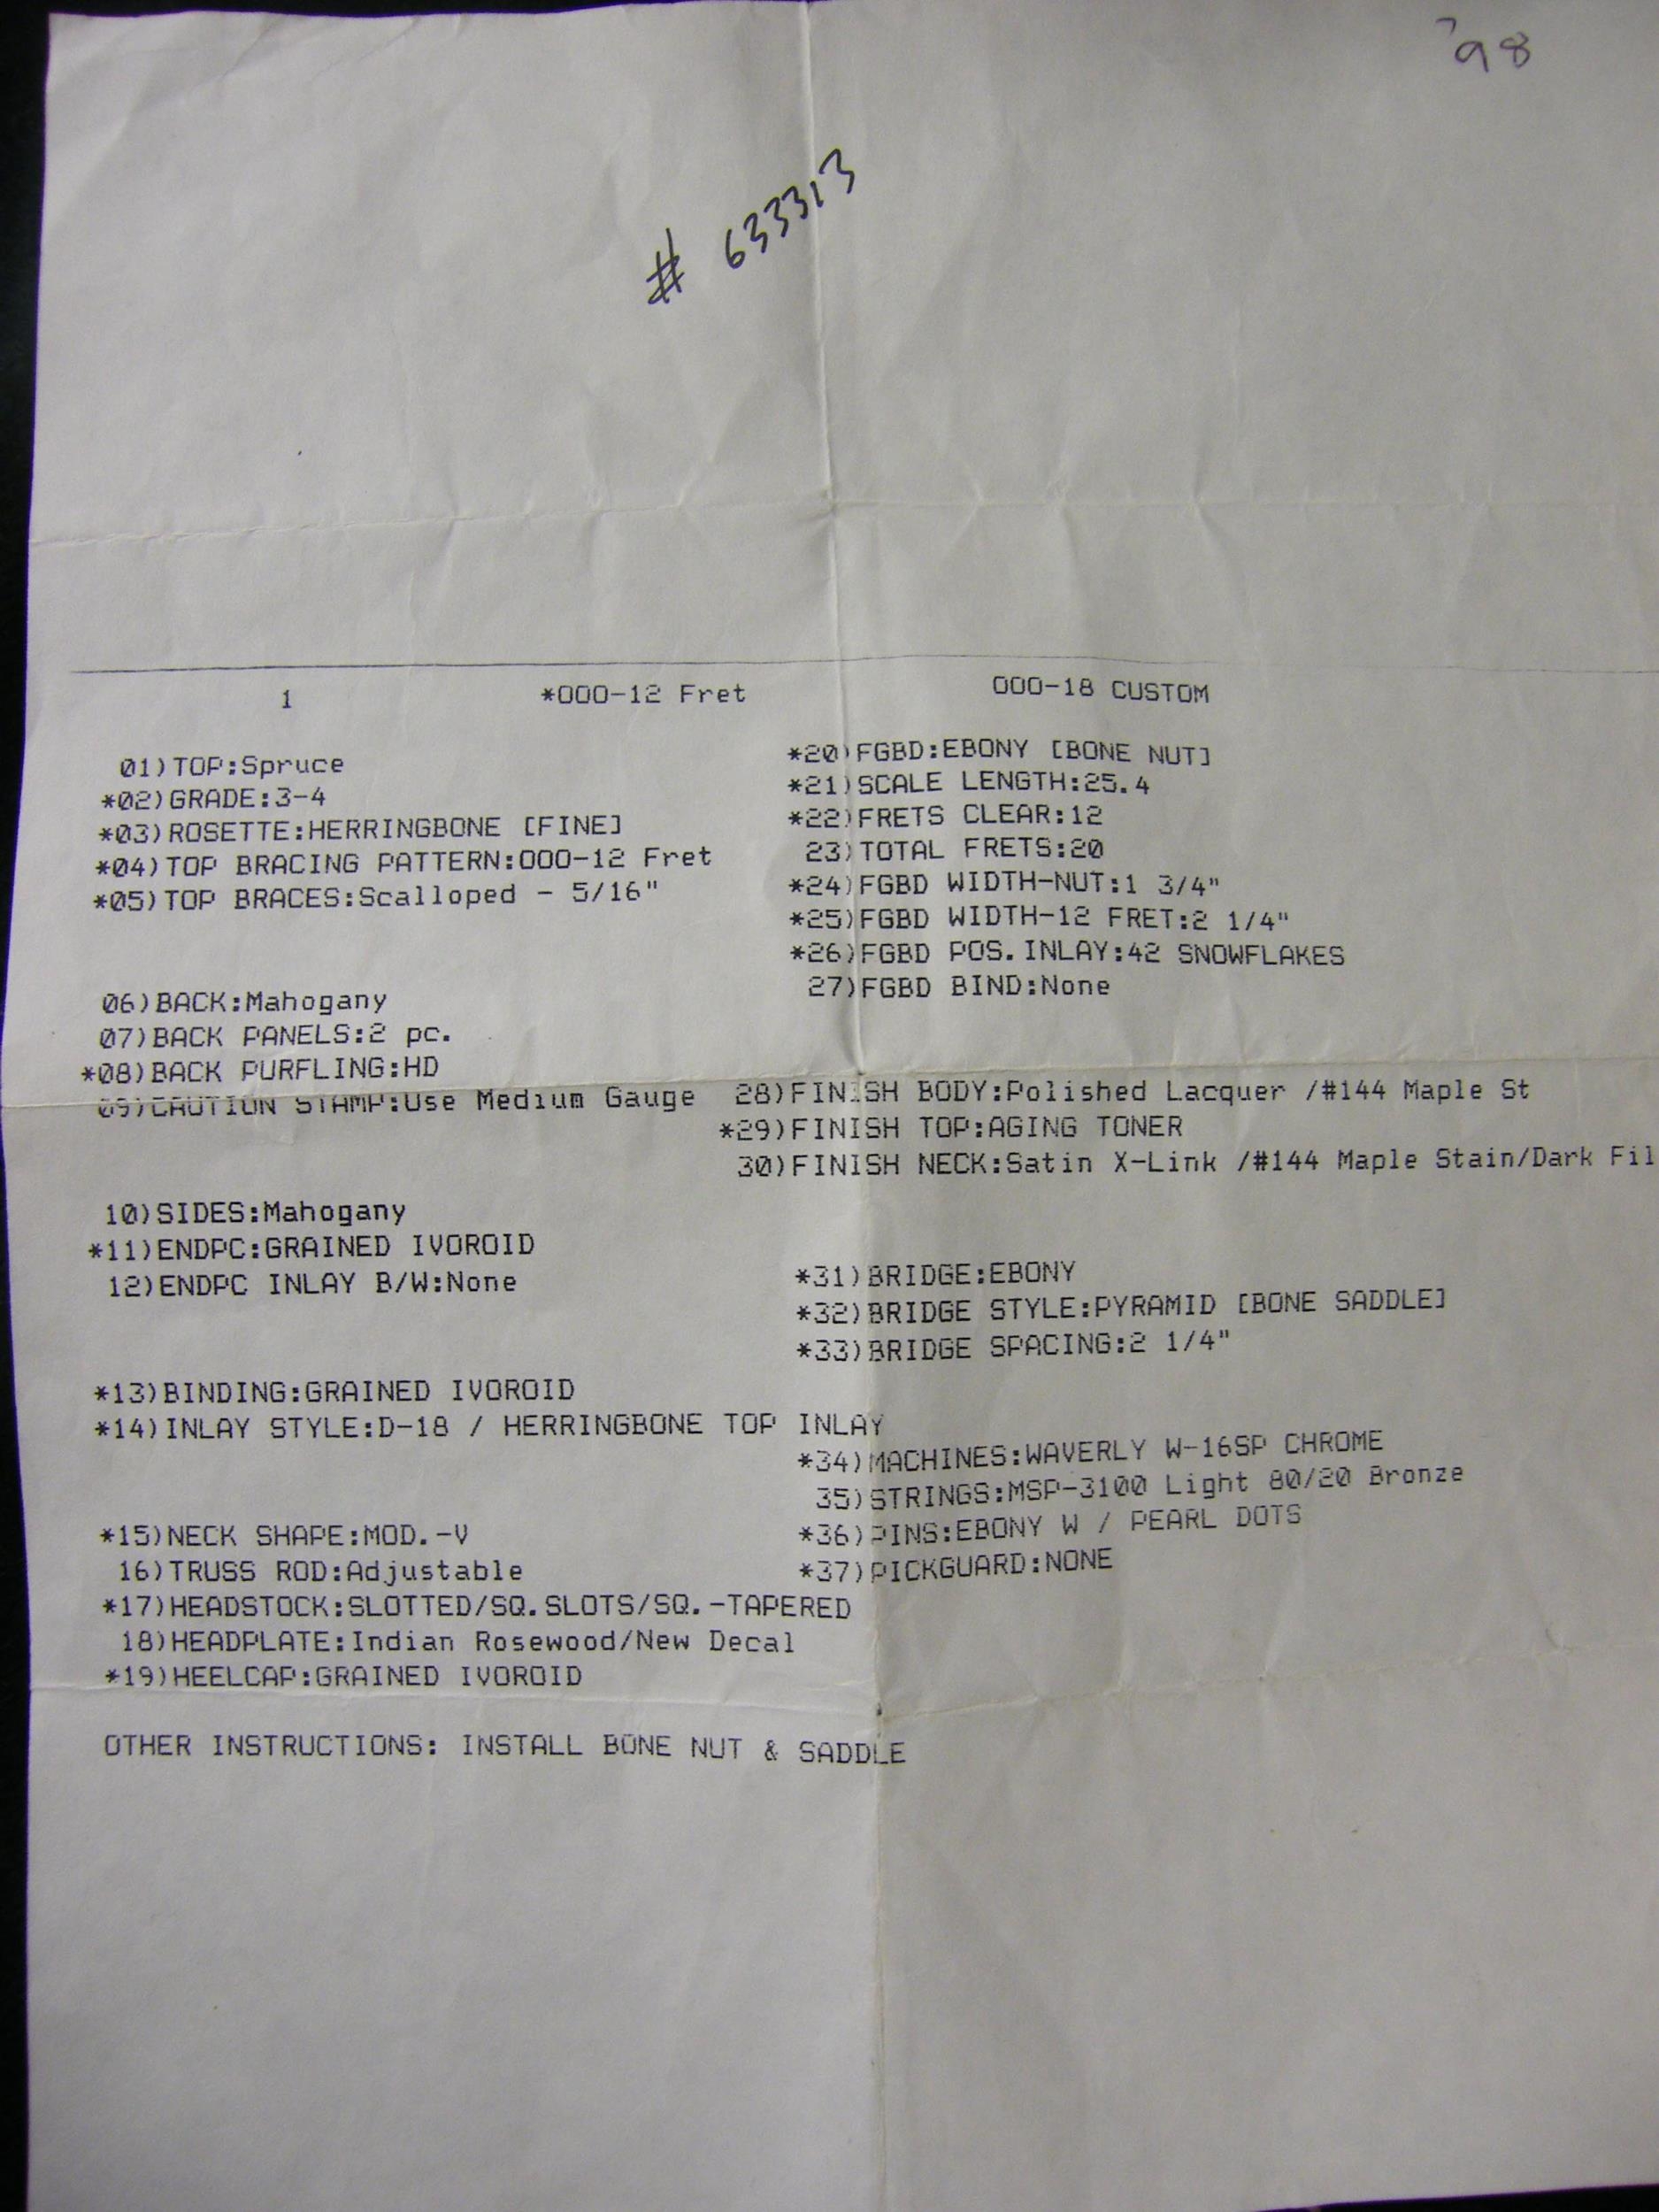 '98
# 633313
1 *000-12 Fret 000-18 CUSTOM
01)TOP:Spruce
*02)GRADE:3-4
*03)ROSETTE:HERRINGBONE [FINE]
*04)TOP BRACING PATTERN:000-12 Fret
*05)TOP BRACES:Scalloped - 5/16"
06)BACK:Mahogany
07)BACK PANELS:2 pc.
*08)BACK PURFLING:HD
09)CAUTION STAMP:Use Medium Gauge
10)SIDES:Mahogany
*11)ENDPC:GRAINED IVOROID
12)ENDPC INLAY B/W:None
*13)BINDING:GRAINED IVOROID
*14)INLAY STYLE:D-18 / HERRINGBONE TOP INLAY
*15)NECK SHAPE:MOD.-V
16)TRUSS ROD:Adjustable
*17)HEADSTOCK:SLOTTED/SQ.SLOTS/SQ.-TAPERED
18)HEADPLATE:Indian Rosewood/New Decal
*19)HEELCAP:GRAINED IVOROID
*20)FGBD:EBONY [BONE NUT]
*21)SCALE LENGTH:25.4
*22)FRETS CLEAR:12
23)TOTAL FRETS:20
*24)FGBD WIDTH-NUT:1 3/4"
*25)FGBD WIDTH-12 FRET:2 1/4"
*26)FGBD POS.INLAY:42 SNOWFLAKES
27)FGBD BIND:None
28)FINISH BODY:Polished Lacquer /#144 Maple St
*29)FINISH TOP:AGING TONER
30)FINISH NECK:Satin X-Link /#144 Maple Stain/Dark Fil
*31)BRIDGE:EBONY
*32)BRIDGE STYLE:PYRAMID [BONE SADDLE]
*33)BRIDGE SPACING:2 1/4"
*34)MACHINES:WAVERLY W-16SP CHROME
35)STRINGS:MSP-3100 Light 80/20 Bronze
*36)PINS:EBONY W / PEARL DOTS
*37)PICKGUARD:NONE
OTHER INSTRUCTIONS: INSTALL BONE NUT & SADDLE